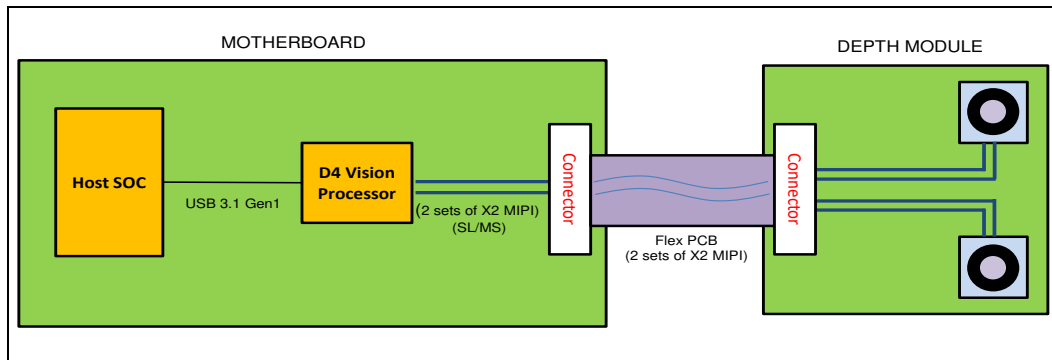 MOTHERBOARD
DEPTH MODULE
Host SOC
USB 3.1 Gen1
D4 Vision
Processor
(2 sets of X2 MIPI)
(SL/MS)
Connector
Flex PCB
(2 sets of X2 MIPI)
Connector